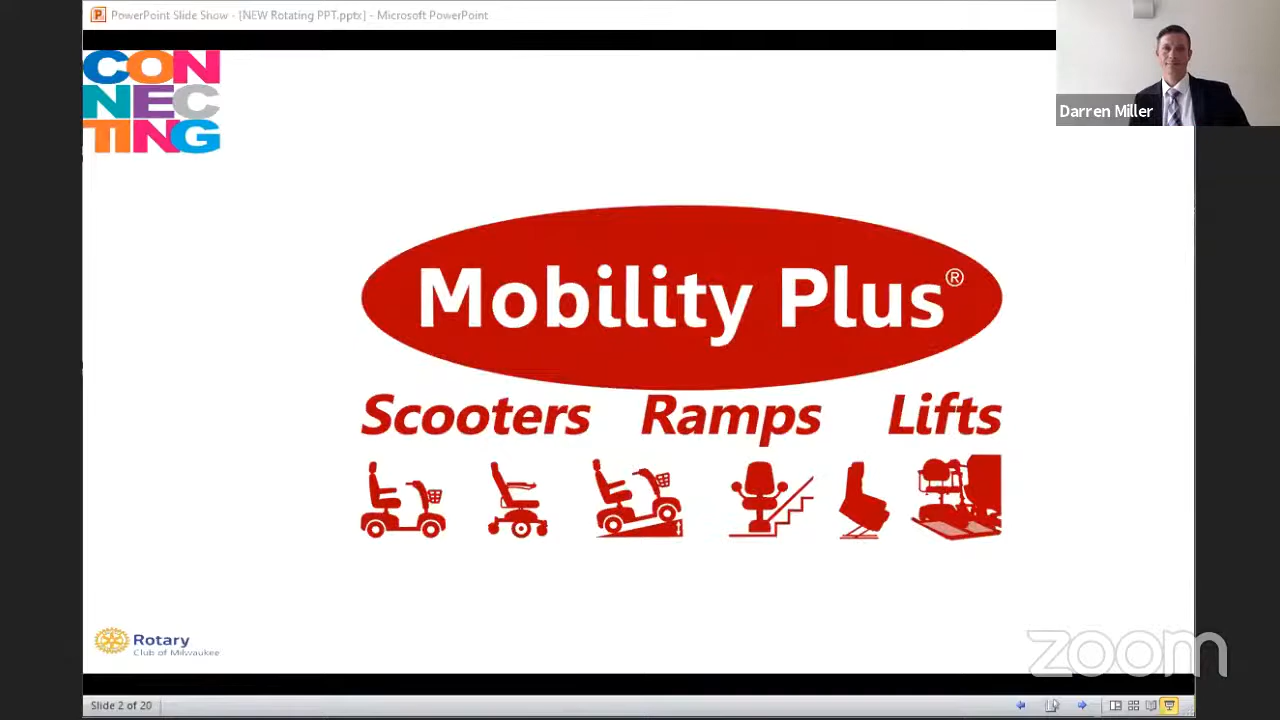 PowerPoint Slide Show - [NEW Rotating PPT.pptx] - Microsoft PowerPoint
CON
NEC
TING
Darren Miller
Mobility Plus®
Scooters Ramps Lifts
Rotary
Club of Milwaukee
zoom
Slide 2 of 20